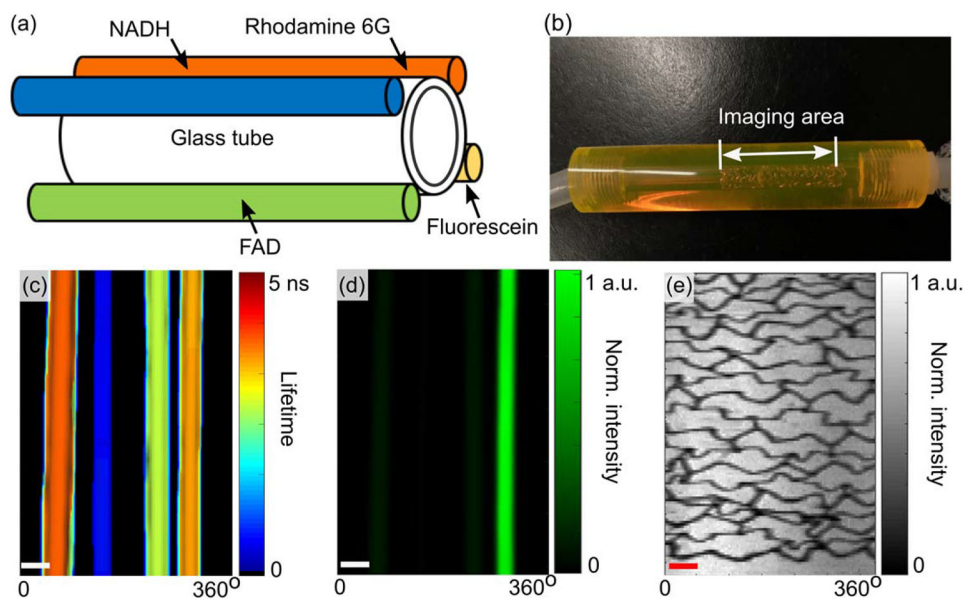 (a)
NADH
Rhodamine 6G
Glass tube
FAD
Fluorescein
(b)
Imaging area
(c)
5 ns
Lifetime
0
0
360°
(d)
1 a.u.
Norm. intensity
0
0
360°
(e)
1 a.u.
Norm. intensity
0
0
360°